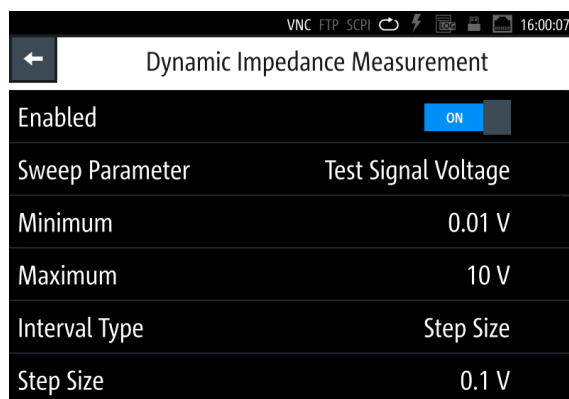 VNC FTP SCPI LOG 16:00:07
Dynamic Impedance Measurement
Enabled ON
Sweep Parameter Test Signal Voltage
Minimum 0.01 V
Maximum 10 V
Interval Type Step Size
Step Size 0.1 V